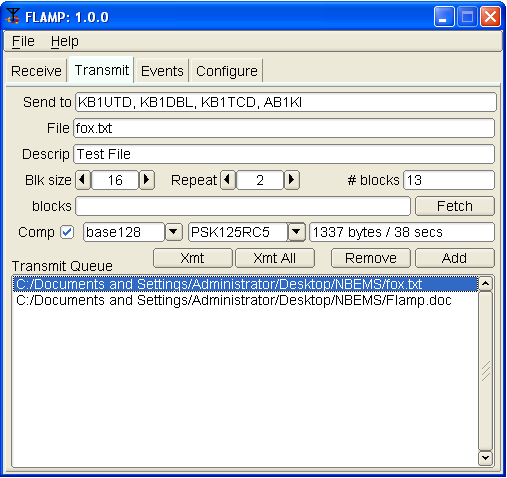 FLAMP: 1.0.0
File Help
Receive Transmit Events Configure
Send to KB1UTD, KB1DBL, KB1TCD, AB1KI
File fox.txt
Descrip Test File
Blk size 16 Repeat 2 # blocks 13
blocks Fetch
Comp base128 PSK125RC5 1337 bytes / 38 secs
Transmit Queue Xmt Xmt All Remove Add
C:/Documents and Settings/Administrator/Desktop/NBEMS/fox.txt
C:/Documents and Settings/Administrator/Desktop/NBEMS/Flamp.doc